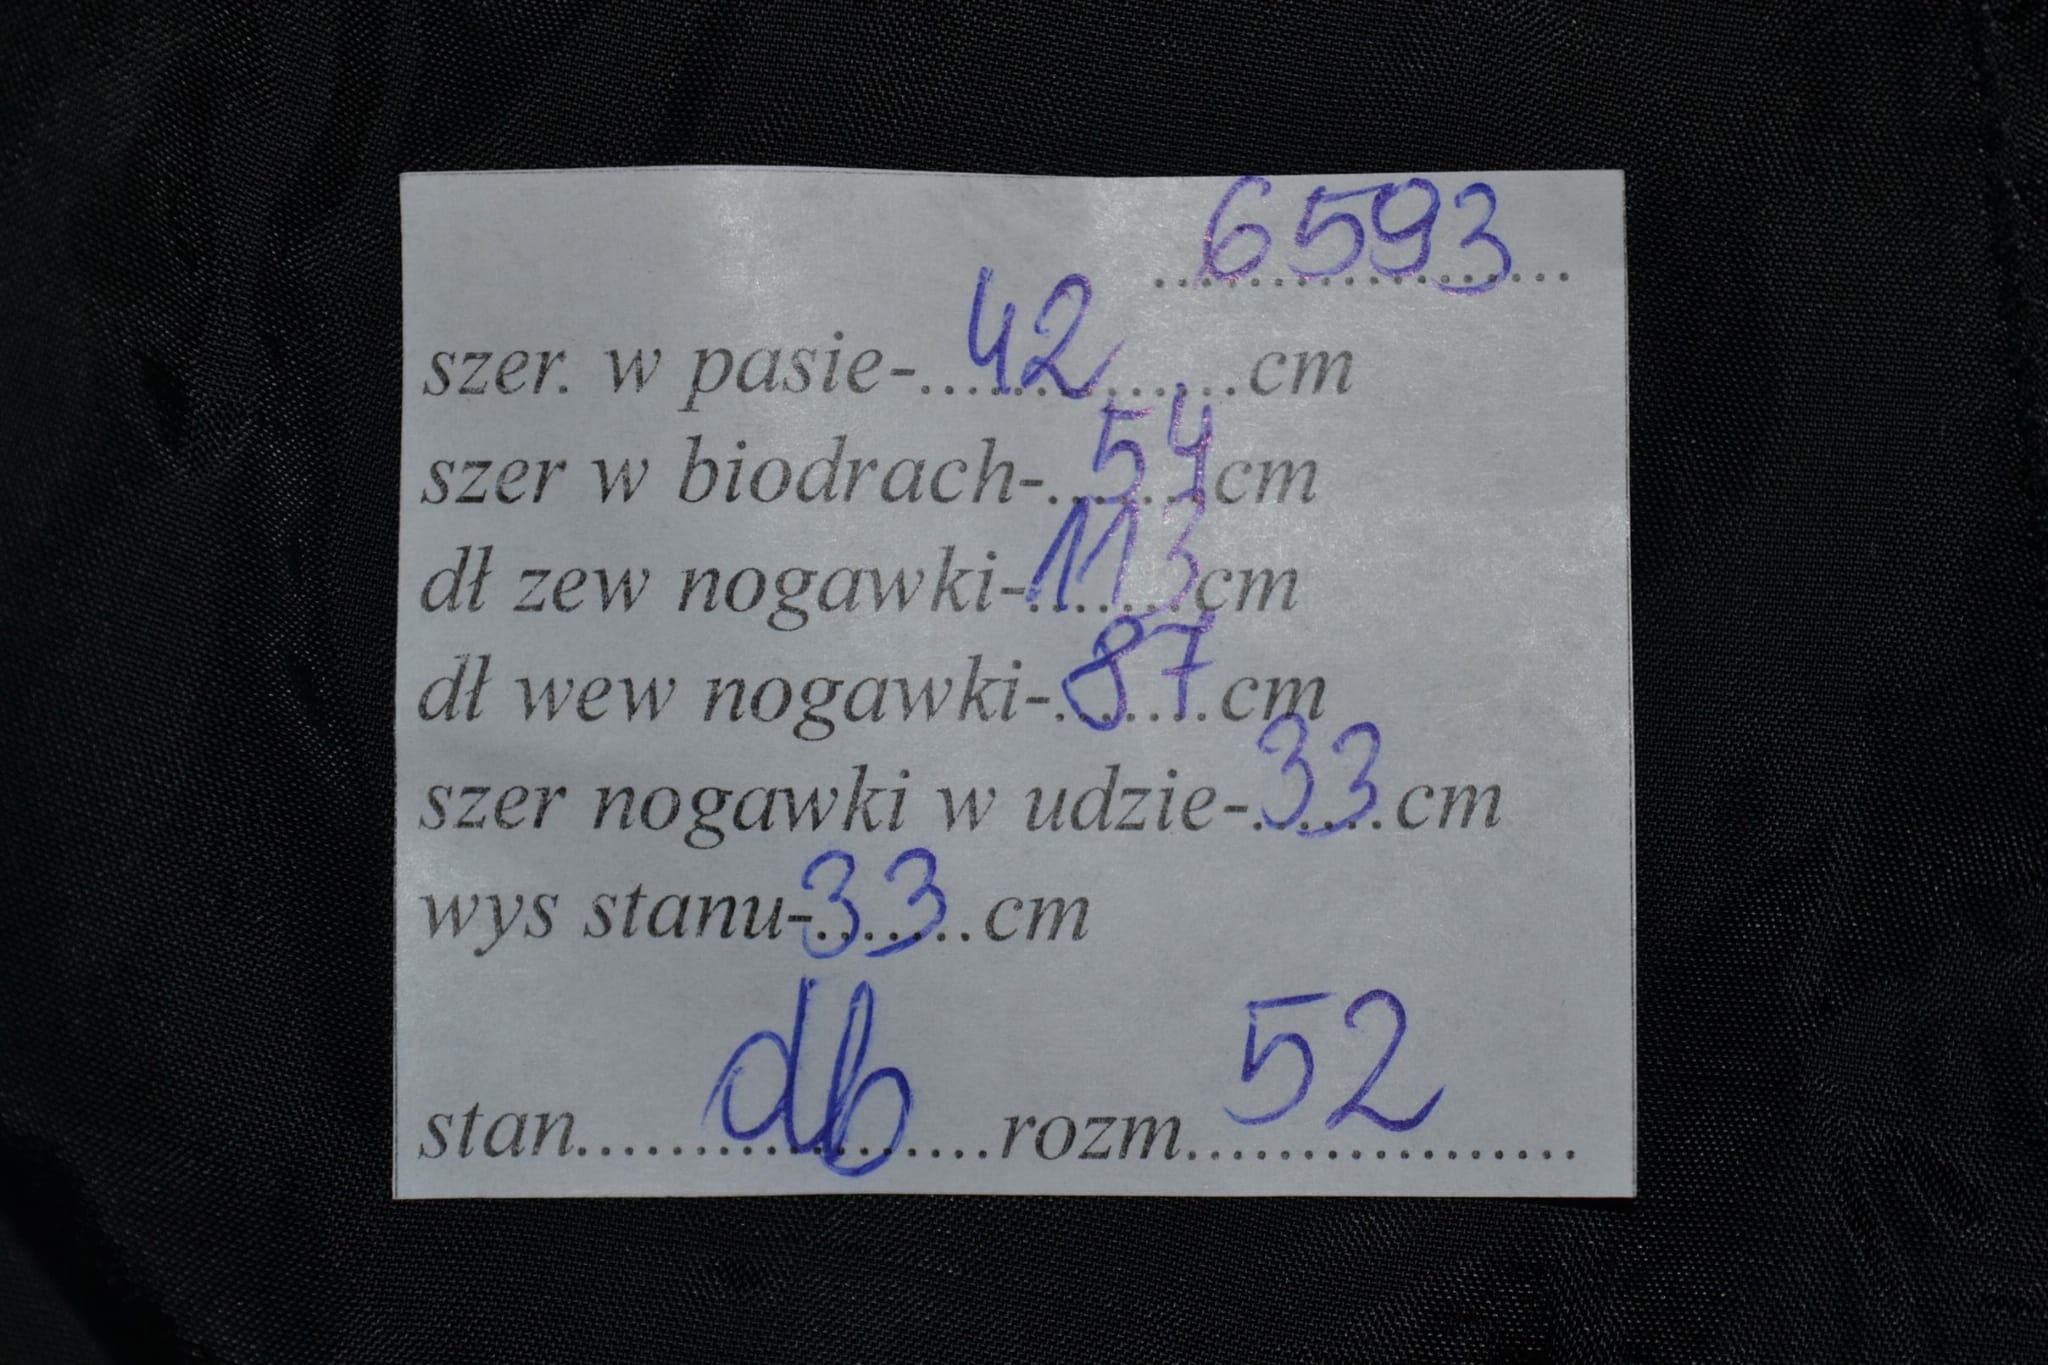 6593
szer. w pasie-42cm
szer w biodrach-54cm
dł zew nogawki-113cm
dł wew nogawki-87cm
szer nogawki w udzie-33cm
wys stanu-33cm
stan db rozm 52